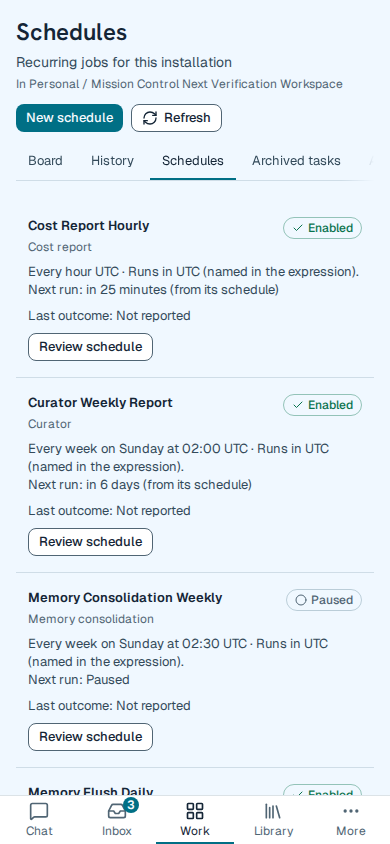 Schedules
Recurring jobs for this installation
In Personal / Mission Control Next Verification Workspace
New schedule
Refresh
Board History Schedules Archived tasks
Cost Report Hourly
Enabled
Cost report
Every hour UTC · Runs in UTC (named in the expression).
Next run: in 25 minutes (from its schedule)
Last outcome: Not reported
Review schedule
Curator Weekly Report
Enabled
Curator
Every week on Sunday at 02:00 UTC · Runs in UTC
(named in the expression).
Next run: in 6 days (from its schedule)
Last outcome: Not reported
Review schedule
Memory Consolidation Weekly
Paused
Memory consolidation
Every week on Sunday at 02:30 UTC · Runs in UTC
(named in the expression).
Next run: Paused
Last outcome: Not reported
Review schedule
Memory Flush Daily
Enabled
3
Chat Inbox Work Library More